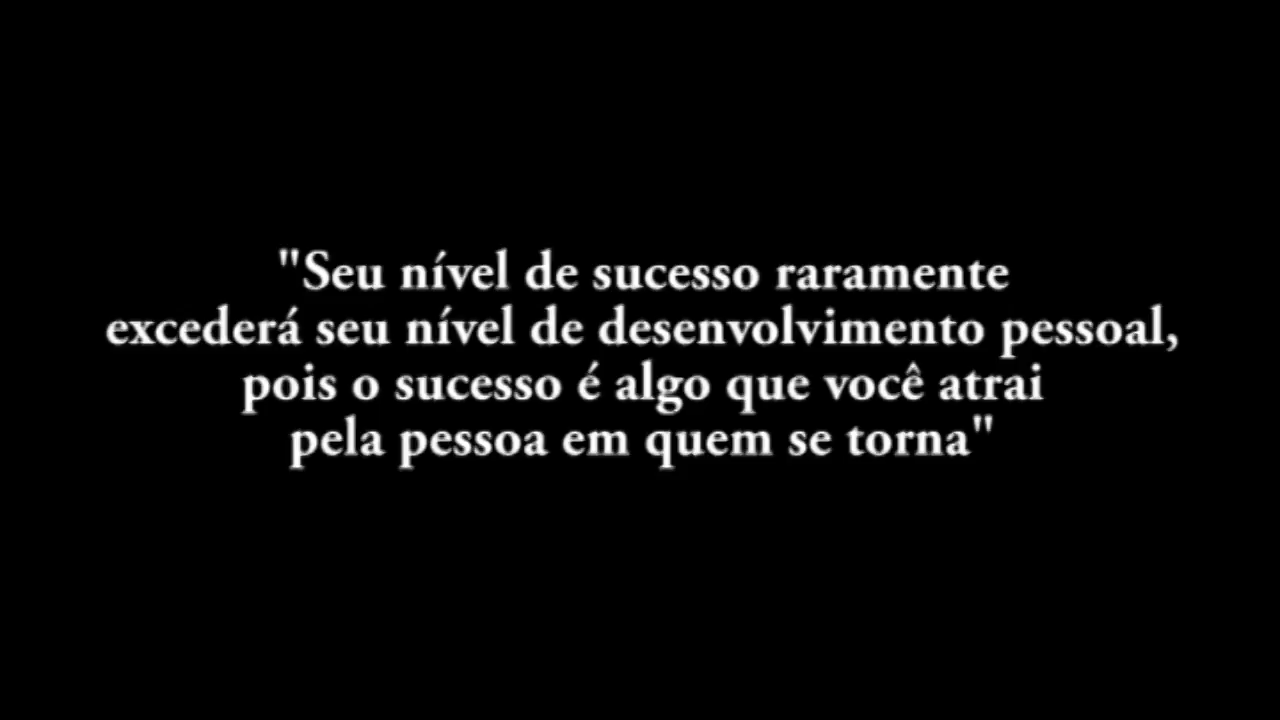 "Seu nível de sucesso raramente
excederá seu nível de desenvolvimento pessoal,
pois o sucesso é algo que você atrai
pela pessoa em quem se torna"